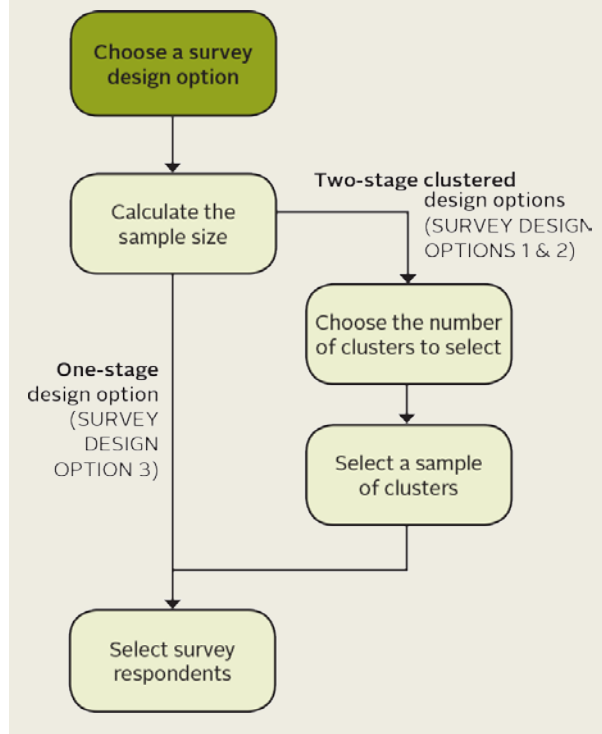 Choose a survey
design option
Calculate the
sample size
Two-stage clustered
design options
(SURVEY DESIGN
OPTIONS 1 & 2)
Choose the number
of clusters to select
One-stage
design option
(SURVEY
DESIGN
OPTION 3)
Select a sample
of clusters
Select survey
respondents